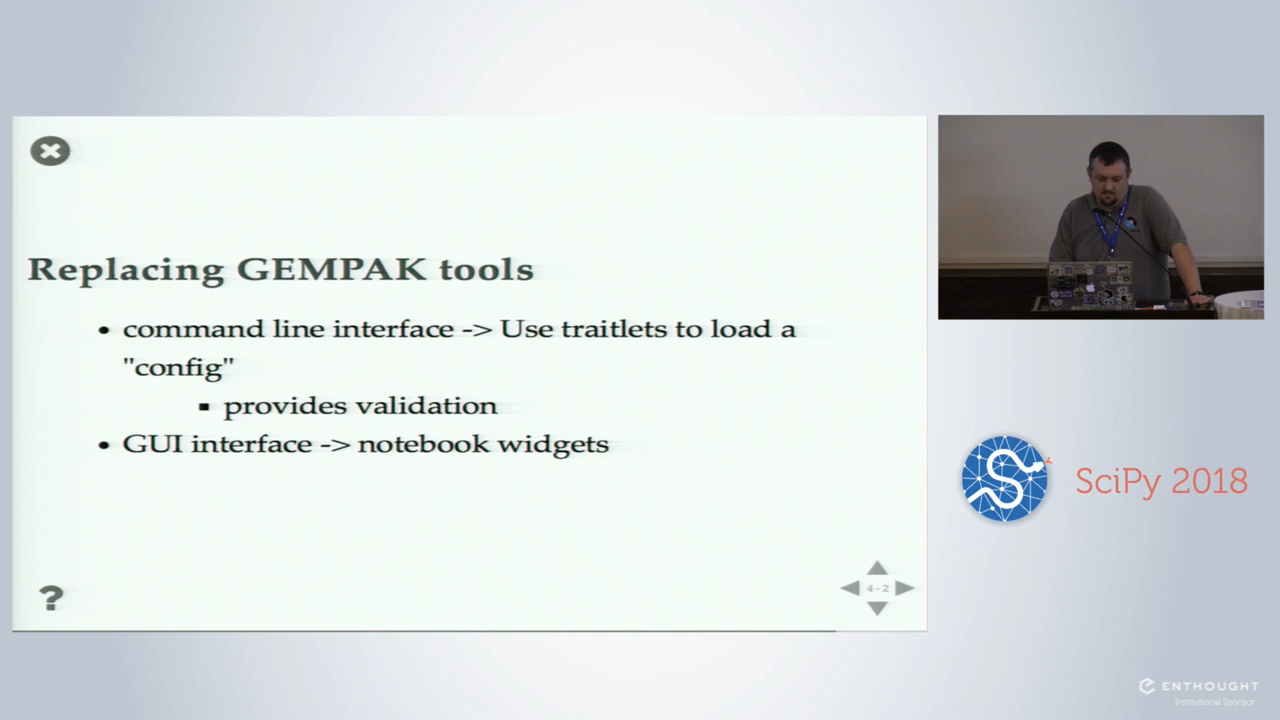 Replacing GEMPAK tools
• command line interface -> Use traitlets to load a
"config"
▪ provides validation
• GUI interface -> notebook widgets
?
4-2
SciPy 2018
ENTHOUGHT
Institutional Sponsor